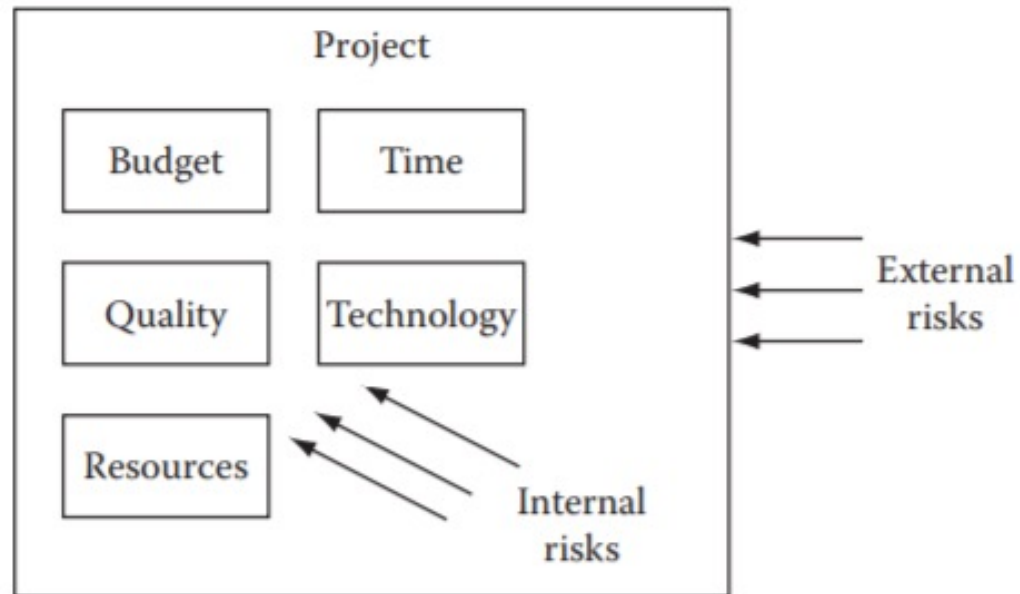 Project
Budget
Time
Quality
Technology
Resources
External
risks
Internal
risks